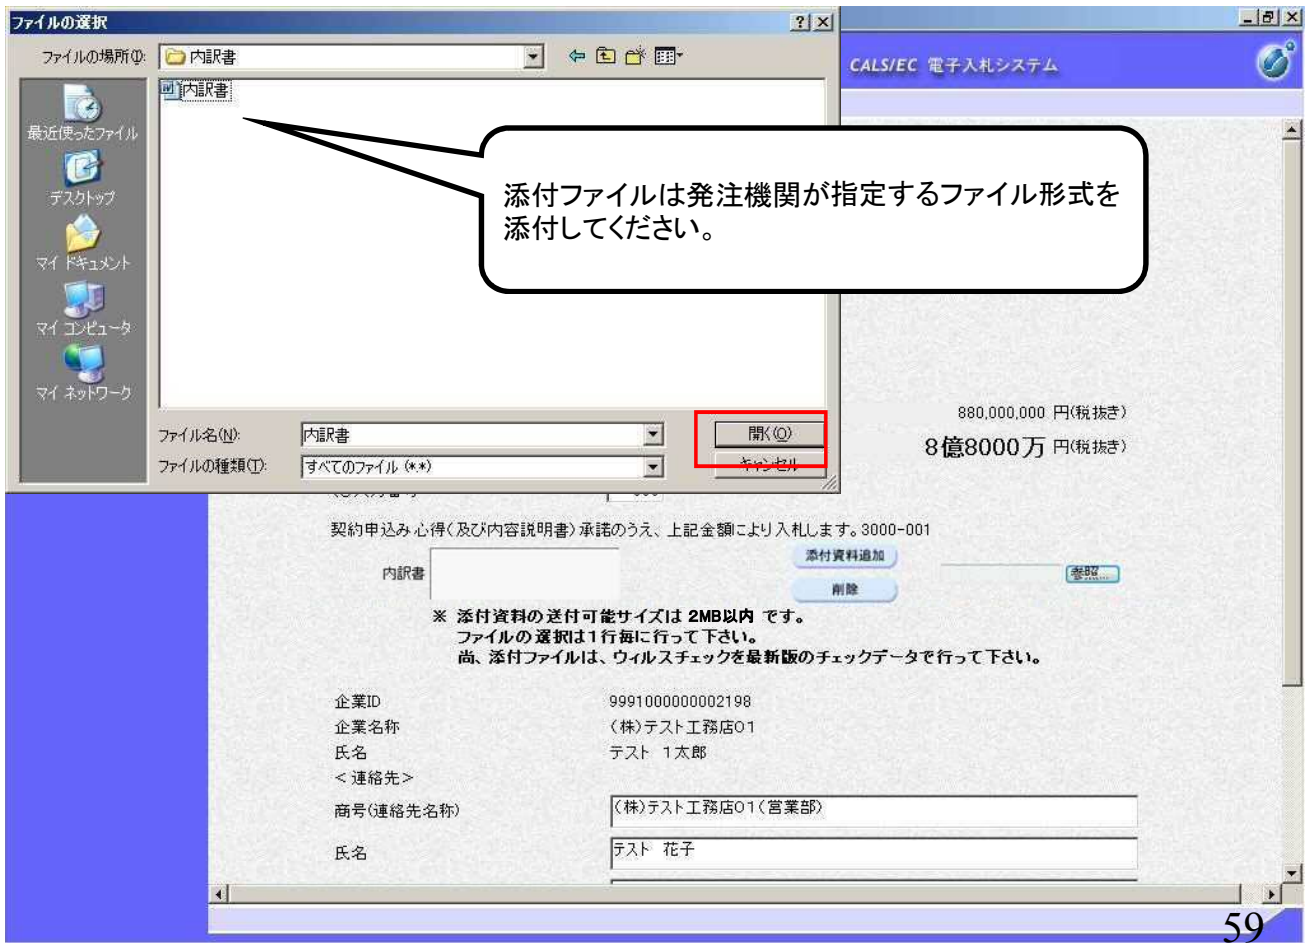 ファイルの選択
ファイルの場所(I):
内訳書
CALS/EC 電子入札システム
内訳書
最近使ったファイル
デスクトップ
マイ ドキュメント
マイ コンピュータ
マイ ネットワーク
添付ファイルは発注機関が指定するファイル形式を
添付してください。
ファイル名(N):
内訳書
開く(O)
ファイルの種類(T):
すべてのファイル (*.*)
キャンセル
880,000,000 円(税抜き)
8億8000万 円(税抜き)
契約申込み心得(及び内容説明書)承諾のうえ、上記金額により入札します。3000-001
内訳書
添付資料追加
削除
参照...
※ 添付資料の送付可能サイズは 2MB以内 です。
ファイルの選択は1行毎に行って下さい。
尚、添付ファイルは、ウィルスチェックを最新版のチェックデータで行って下さい。
企業ID 9991000000002198
企業名称 (株)テスト工務店01
氏名 テスト 1太郎
<連絡先>
商号(連絡先名称) (株)テスト工務店01(営業部)
氏名 テスト 花子
59